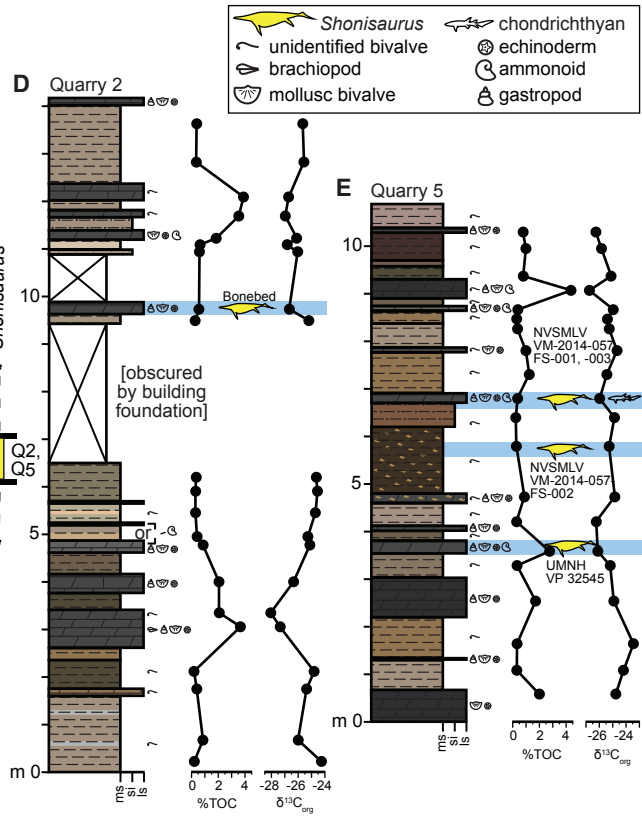 Shonisaurus
chondrichthyan
unidentified bivalve
echinoderm
brachiopod
ammonoid
mollusc bivalve
gastropod
D
Quarry 2
10
Bonebed
[obscured
by building
foundation]
or
5
m 0
ms
si
ls
0
2
4
%TOC
-28
-26
-24
δ¹³Corg
Shonisaurus
Q2,
Q5
E
Quarry 5
10
NVSMLV
VM-2014-057
FS-001, -003
5
NVSMLV
VM-2014-057-
FS-002
UMNH
VP 32545
m 0
ms
si
ls
0
2
4
%TOC
-26
-24
δ¹³Corg